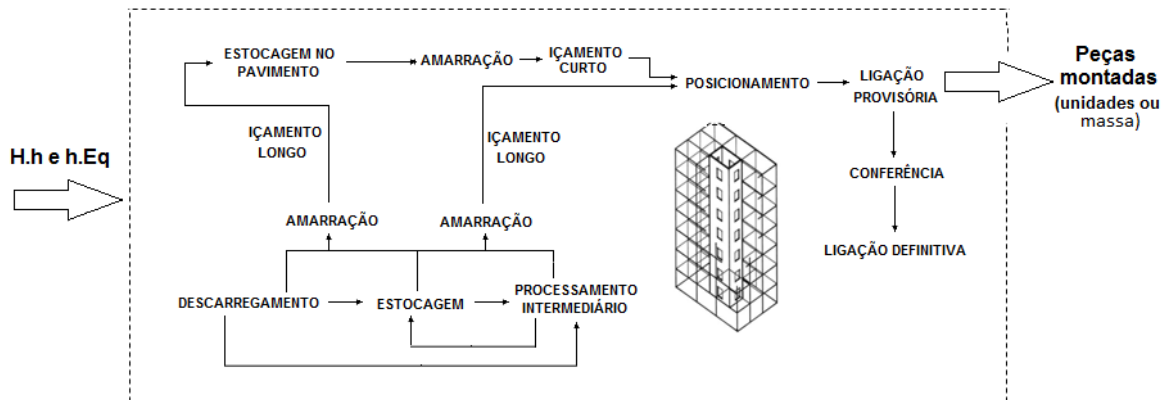 H.h e h.Eq
ESTOCAGEM NO
PAVIMENTO
AMARRAÇÃO
IÇAMENTO
CURTO
POSICIONAMENTO
LIGAÇÃO
PROVISÓRIA
Peças
montadas
(unidades ou
massa)
IÇAMENTO
LONGO
IÇAMENTO
LONGO
CONFERÊNCIA
AMARRAÇÃO
AMARRAÇÃO
LIGAÇÃO DEFINITIVA
DESCARREGAMENTO
ESTOCAGEM
PROCESSAMENTO
INTERMEDIÁRIO